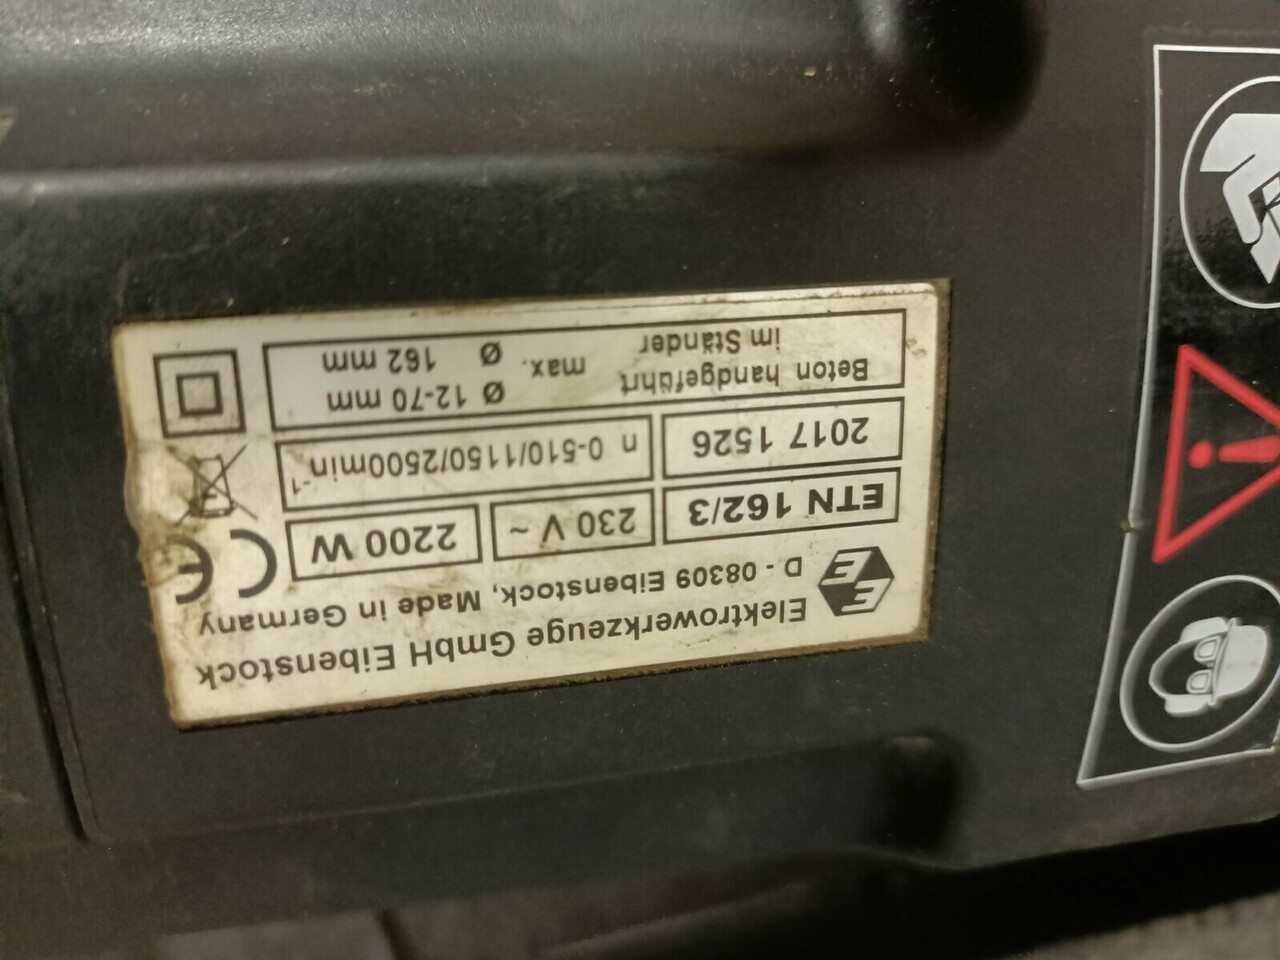 Elektrowerkzeuge GmbH Eibenstock
D - 08309 Eibenstock, Made in Germany
ETN 162/3 230 V ~ 2200 W CE
2017 1526 n 0-510/1150/2500min⁻¹
Beton handgeführt Ø 12-70 mm
im Ständer max. Ø 162 mm